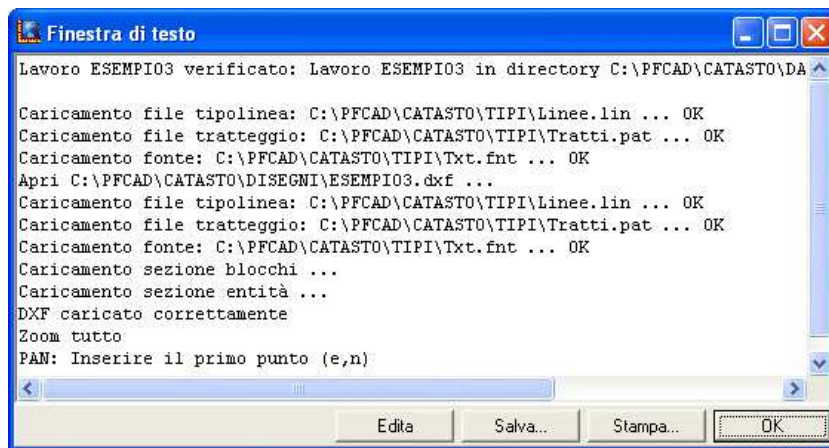 Finestra di testo
Lavoro ESEMPIO3 verificato: Lavoro ESEMPIO3 in directory C:\PFCAD\CATASTO\DA
Caricamento file tipolinea: C:\PFCAD\CATASTO\TIPI\Linee.lin ... OK
Caricamento file tratteggio: C:\PFCAD\CATASTO\TIPI\Tratti.pat ... OK
Caricamento fonte: C:\PFCAD\CATASTO\TIPI\Txt.fnt ... OK
Apri C:\PFCAD\CATASTO\DISEGNI\ESEMPIO3.dxf ...
Caricamento file tipolinea: C:\PFCAD\CATASTO\TIPI\Linee.lin ... OK
Caricamento file tratteggio: C:\PFCAD\CATASTO\TIPI\Tratti.pat ... OK
Caricamento fonte: C:\PFCAD\CATASTO\TIPI\Txt.fnt ... OK
Caricamento sezione blocchi ...
Caricamento sezione entità ...
DXF caricato correttamente
Zoom tutto
PAN: Inserire il primo punto (e,n)
Edita Salva... Stampa... OK